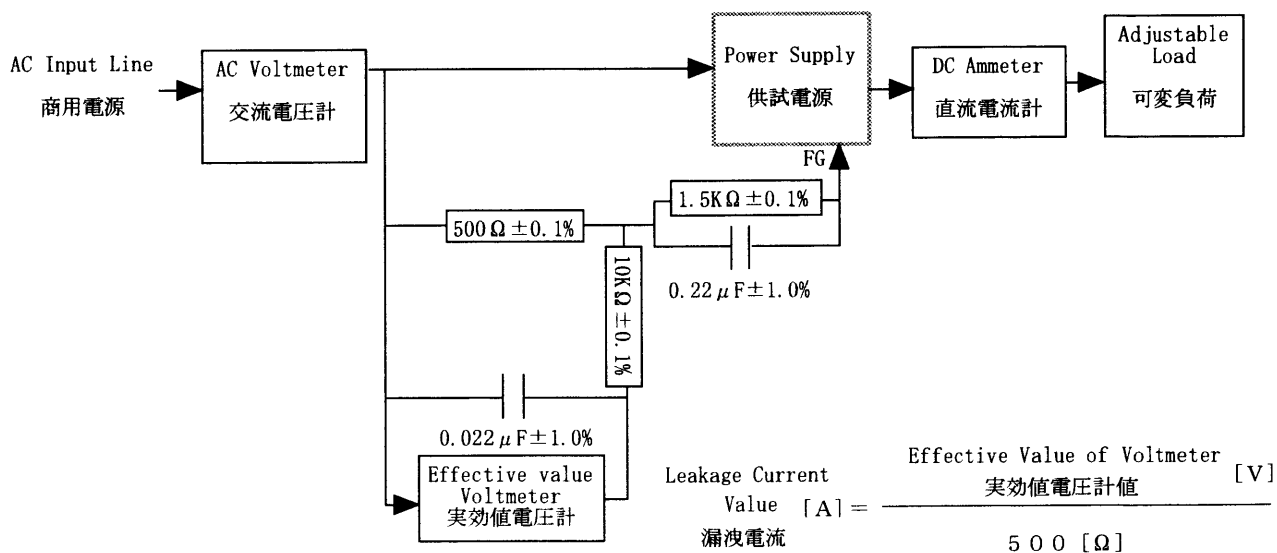 AC Input Line
商用電源
AC Voltmeter
交流電圧計
Power Supply
供試電源
DC Ammeter
直流電流計
Adjustable
Load
可変負荷
FG
1.5KΩ±0.1%
500Ω±0.1%
0.22μF±1.0%
10KΩ±0.1%
0.022μF±1.0%
Effective value
Voltmeter
実効値電圧計
Leakage Current
Value [A]=
漏洩電流
Effective Value of Voltmeter
実効値電圧計値 [V]
500 [Ω]